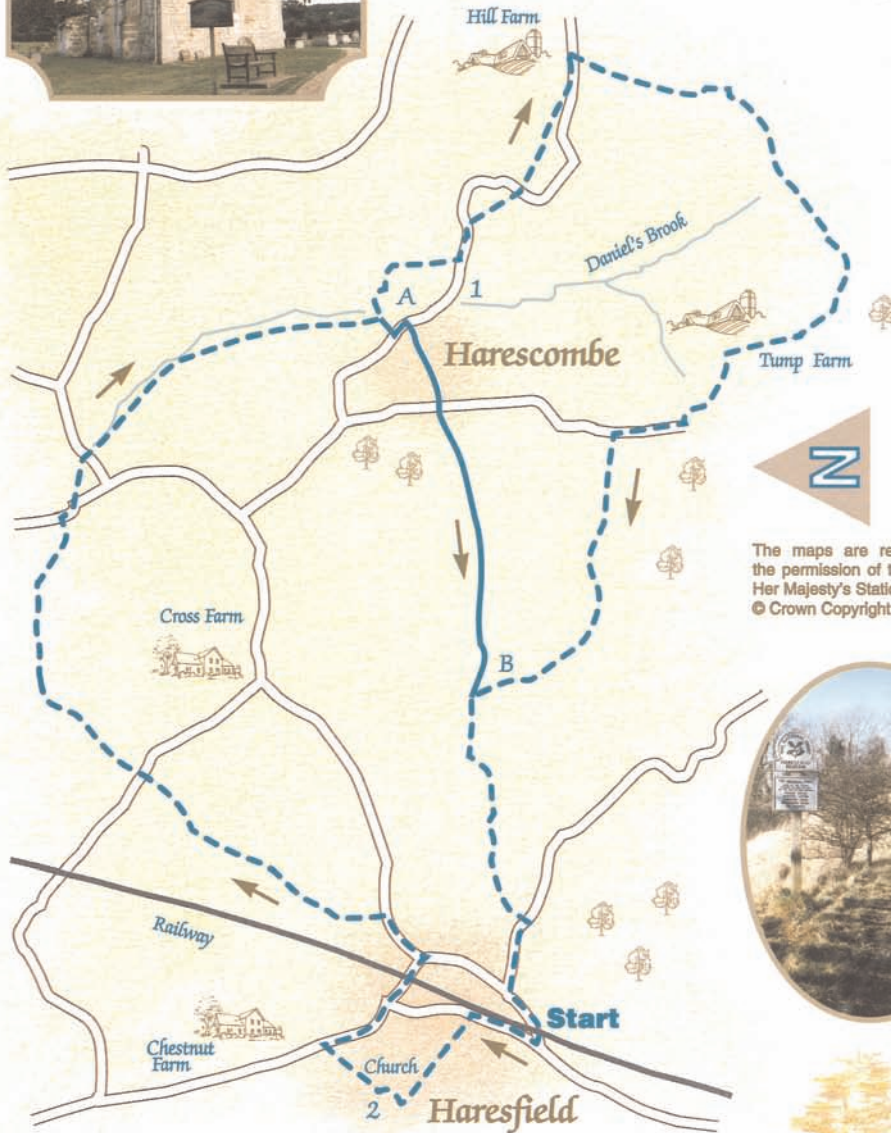 Hill Farm
Daniel's Brook
A
1
Harescombe
Tump Farm
N
The maps are re
the permission of t
Her Majesty's Static
© Crown Copyright
Cross Farm
B
Railway
Start
Chestnut
Farm
Church
2
Haresfield